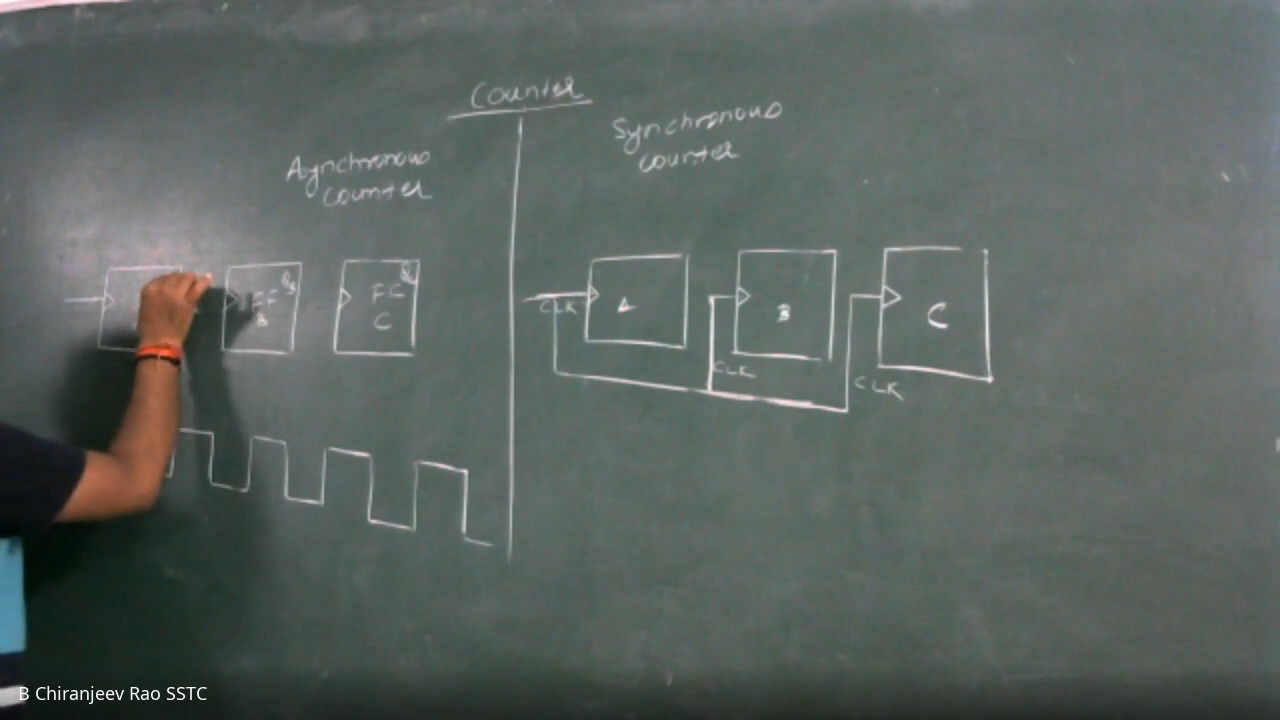 Counter
Asynchronous
counter
Synchronous
counter
FF
B
FF
C
CLK
A
B
C
CLK
CLK
B Chiranjeev Rao SSTC